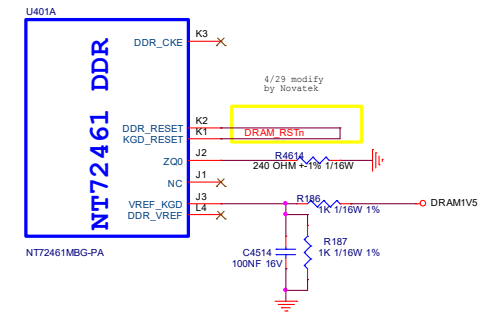 U401A
NT72461 DDR
DDR_CKE
K3
4/29 modify
by Novatek
DDR_RESET
K2
KGD_RESET
K1
DRAM_RSTn
ZQ0
J2
R4614
240 OHM +-1% 1/16W
NC
J1
VREF_KGD
J3
R186
1K 1/16W 1%
DRAM1V5
DDR_VREF
L4
NT72461MBG-PA
C4514
100NF 16V
R187
1K 1/16W 1%